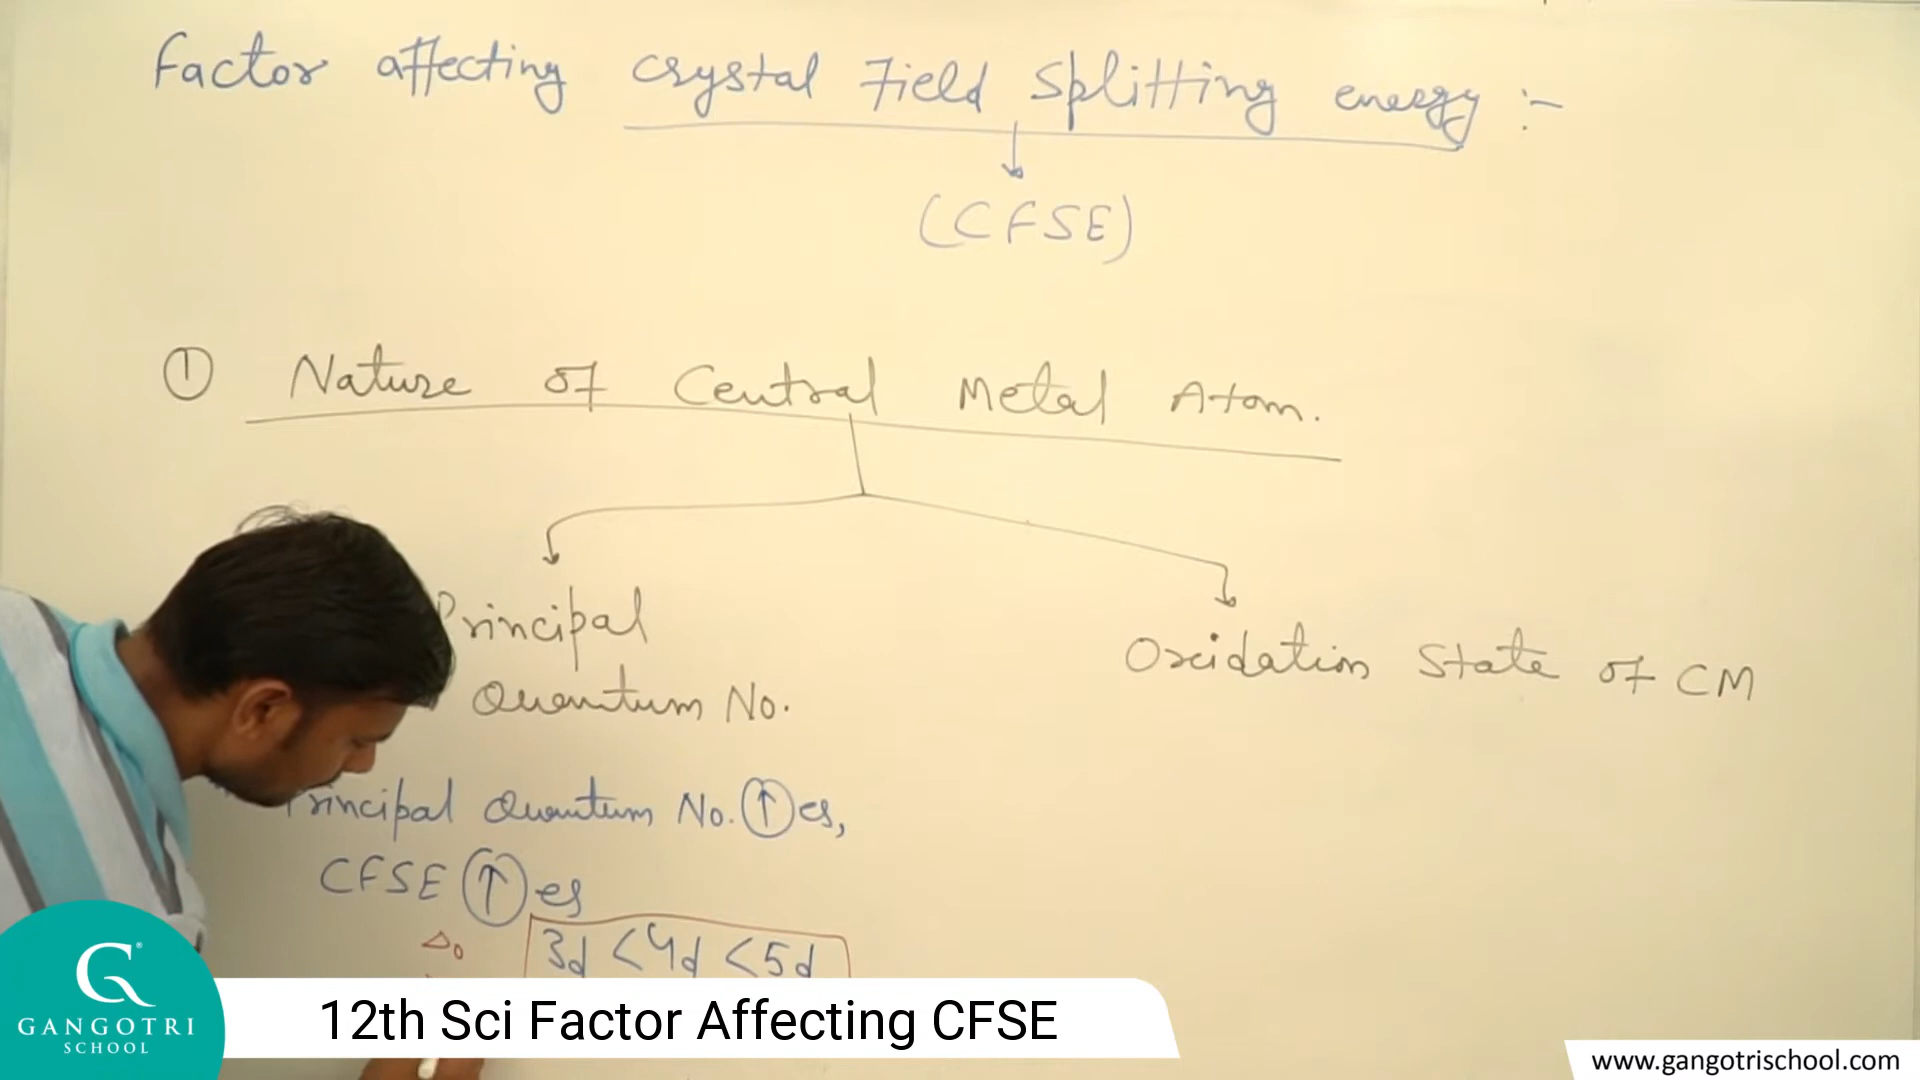 Factor affecting crystal Field Splitting energy :-
(CFSE)
① Nature of Central Metal Atom.
Principal
Quantum No.
Oxidation State of CM
Principal Quantum No. ↑ es,
CFSE ↑ es
Δo 3d < 4d < 5d
12th Sci Factor Affecting CFSE
G
GANGOTRI
SCHOOL
www.gangotrischool.com